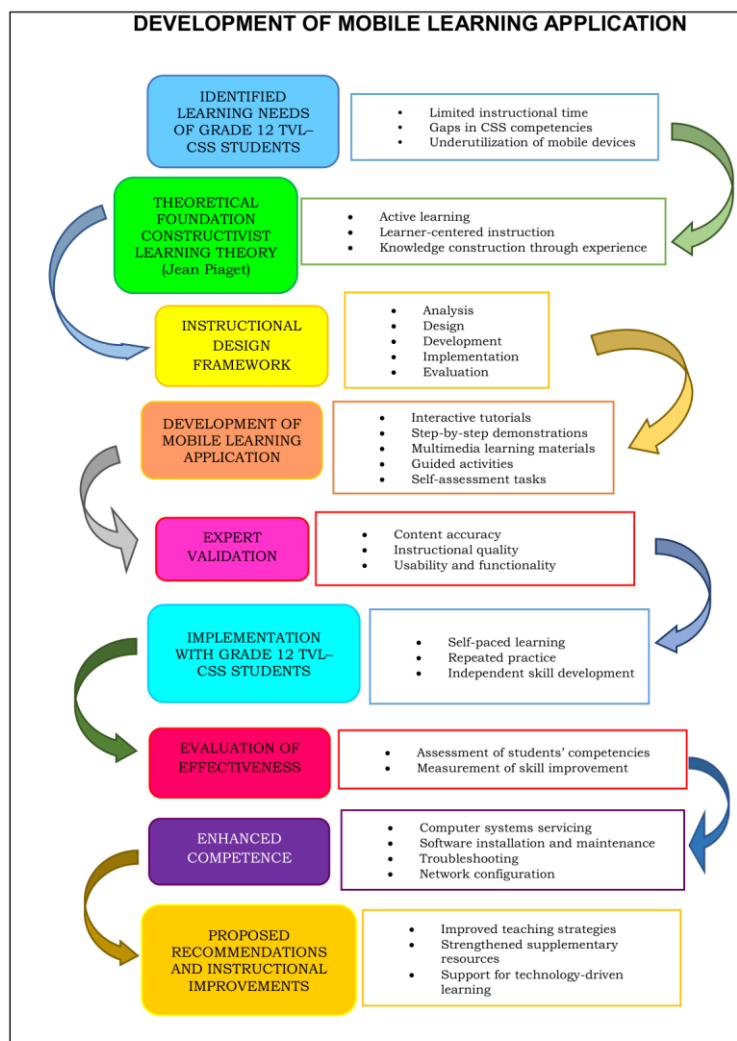 DEVELOPMENT OF MOBILE LEARNING APPLICATION
IDENTIFIED
LEARNING NEEDS
OF GRADE 12 TVL–
CSS STUDENTS
• Limited instructional time
• Gaps in CSS competencies
• Underutilization of mobile devices
THEORETICAL
FOUNDATION
CONSTRUCTIVIST
LEARNING THEORY
(Jean Piaget)
• Active learning
• Learner-centered instruction
• Knowledge construction through experience
INSTRUCTIONAL
DESIGN
FRAMEWORK
• Analysis
• Design
• Development
• Implementation
• Evaluation
DEVELOPMENT OF
MOBILE LEARNING
APPLICATION
• Interactive tutorials
• Step-by-step demonstrations
• Multimedia learning materials
• Guided activities
• Self-assessment tasks
EXPERT
VALIDATION
• Content accuracy
• Instructional quality
• Usability and functionality
IMPLEMENTATION
WITH GRADE 12 TVL–
CSS STUDENTS
• Self-paced learning
• Repeated practice
• Independent skill development
EVALUATION OF
EFFECTIVENESS
• Assessment of students’ competencies
• Measurement of skill improvement
ENHANCED
COMPETENCE
• Computer systems servicing
• Software installation and maintenance
• Troubleshooting
• Network configuration
PROPOSED
RECOMMENDATIONS
AND INSTRUCTIONAL
IMPROVEMENTS
• Improved teaching strategies
• Strengthened supplementary
resources
• Support for technology-driven
learning